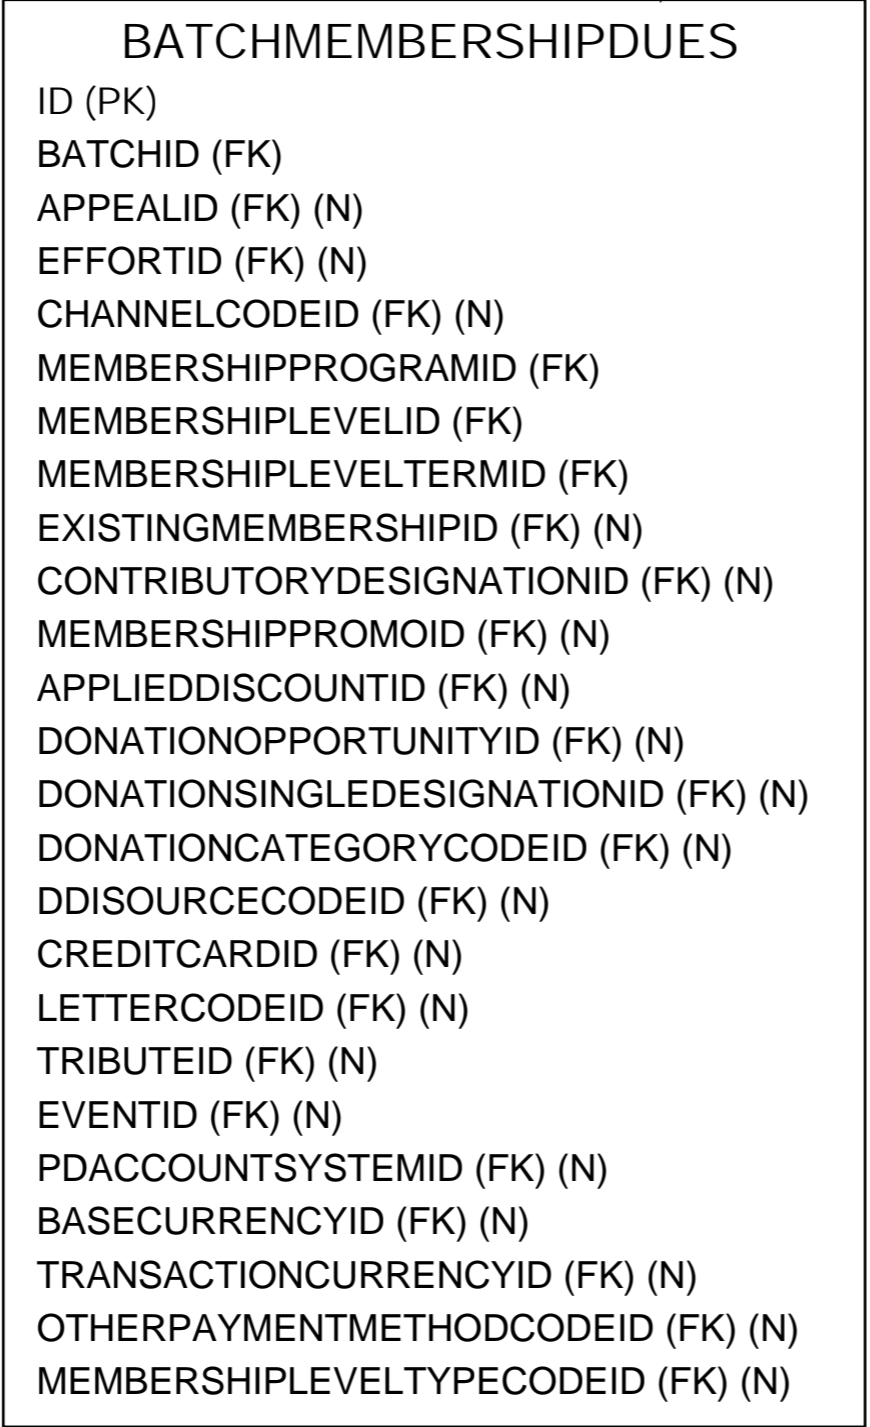 BATCHMEMBERSHIPDUES
ID (PK)
BATCHID (FK)
APPEALID (FK) (N)
EFFORTID (FK) (N)
CHANNELCODEID (FK) (N)
MEMBERSHIPPROGRAMID (FK)
MEMBERSHIPLEVELID (FK)
MEMBERSHIPLEVELTERMID (FK)
EXISTINGMEMBERSHIPID (FK) (N)
CONTRIBUTORYDESIGNATIONID (FK) (N)
MEMBERSHIPPROMOID (FK) (N)
APPLIEDDISCOUNTID (FK) (N)
DONATIONOPPORTUNITYID (FK) (N)
DONATIONSINGLEDESIGNATIONID (FK) (N)
DONATIONCATEGORYCODEID (FK) (N)
DDISOURCECODEID (FK) (N)
CREDITCARDID (FK) (N)
LETTERCODEID (FK) (N)
TRIBUTEID (FK) (N)
EVENTID (FK) (N)
PDACCOUNTSYSTEMID (FK) (N)
BASECURRENCYID (FK) (N)
TRANSACTIONCURRENCYID (FK) (N)
OTHERPAYMENTMETHODCODEID (FK) (N)
MEMBERSHIPLEVELTYPECODEID (FK) (N)